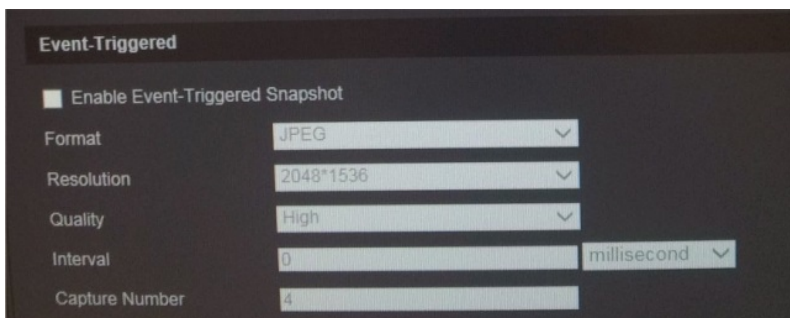 Event-Triggered
Enable Event-Triggered Snapshot
Format JPEG
Resolution 2048*1536
Quality High
Interval 0 millisecond
Capture Number 4